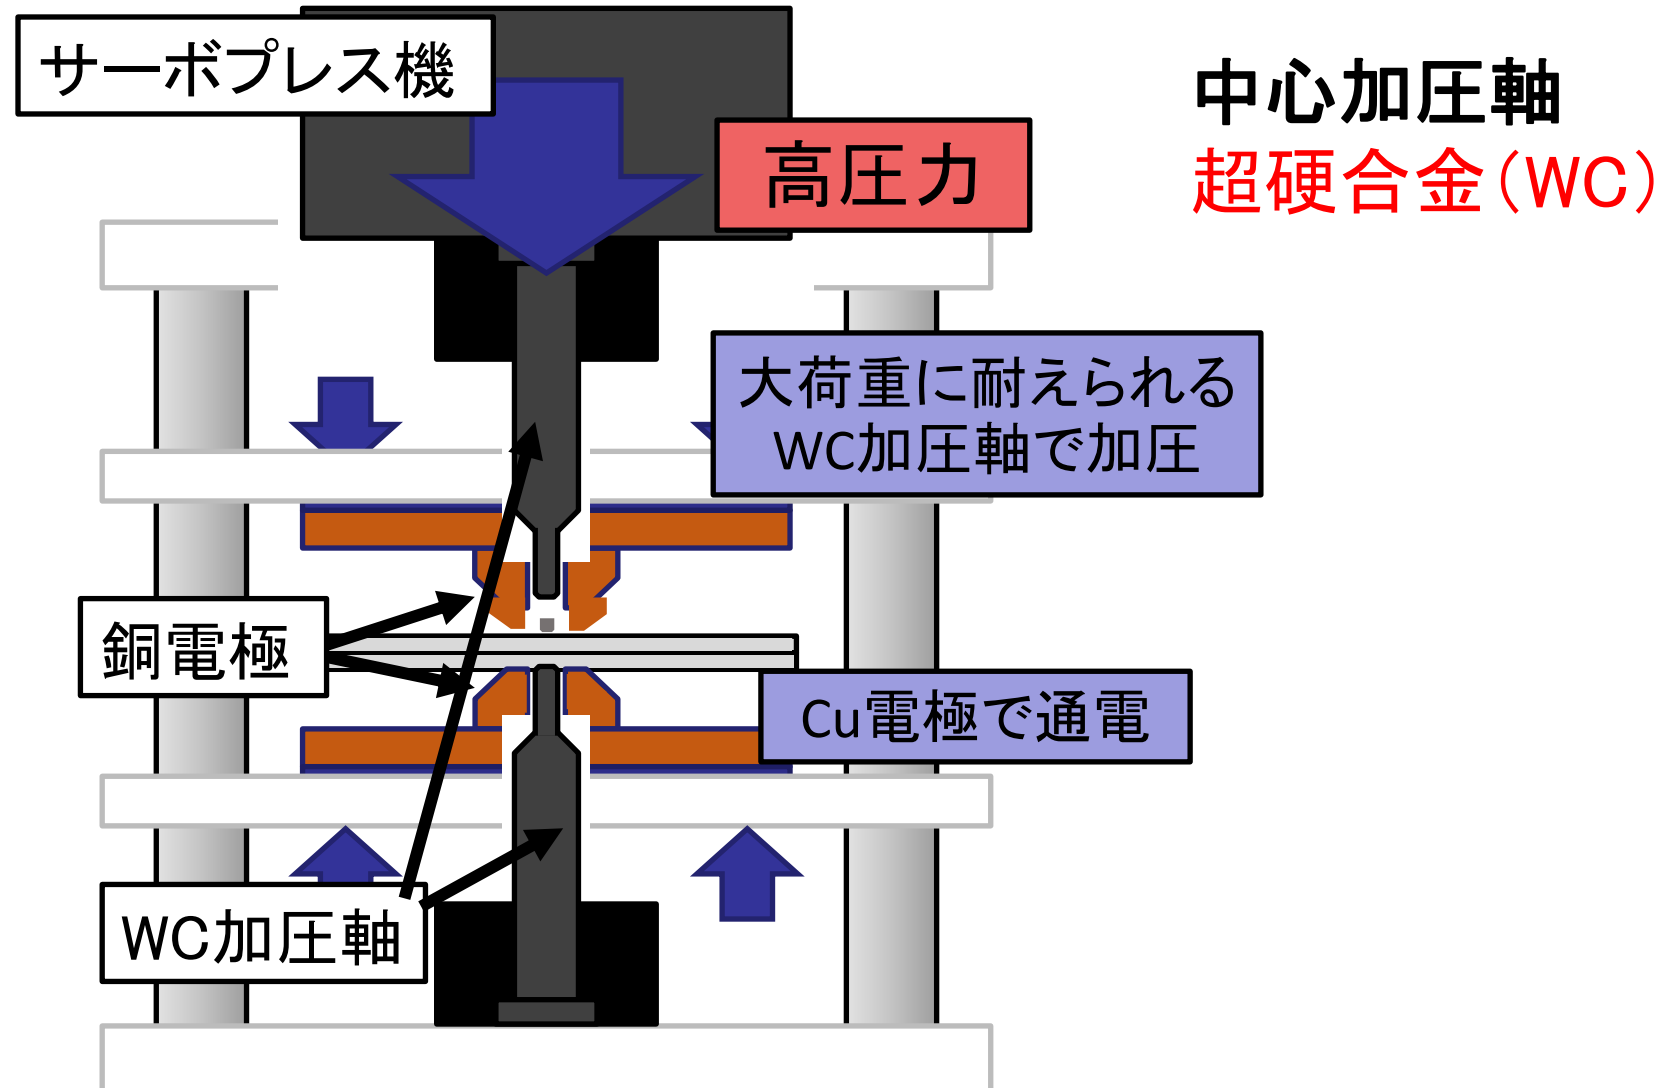 サーボプレス機
中心加圧軸
超硬合金(WC)
高圧力
大荷重に耐えられる
WC加圧軸で加圧
銅電極
Cu電極で通電
WC加圧軸